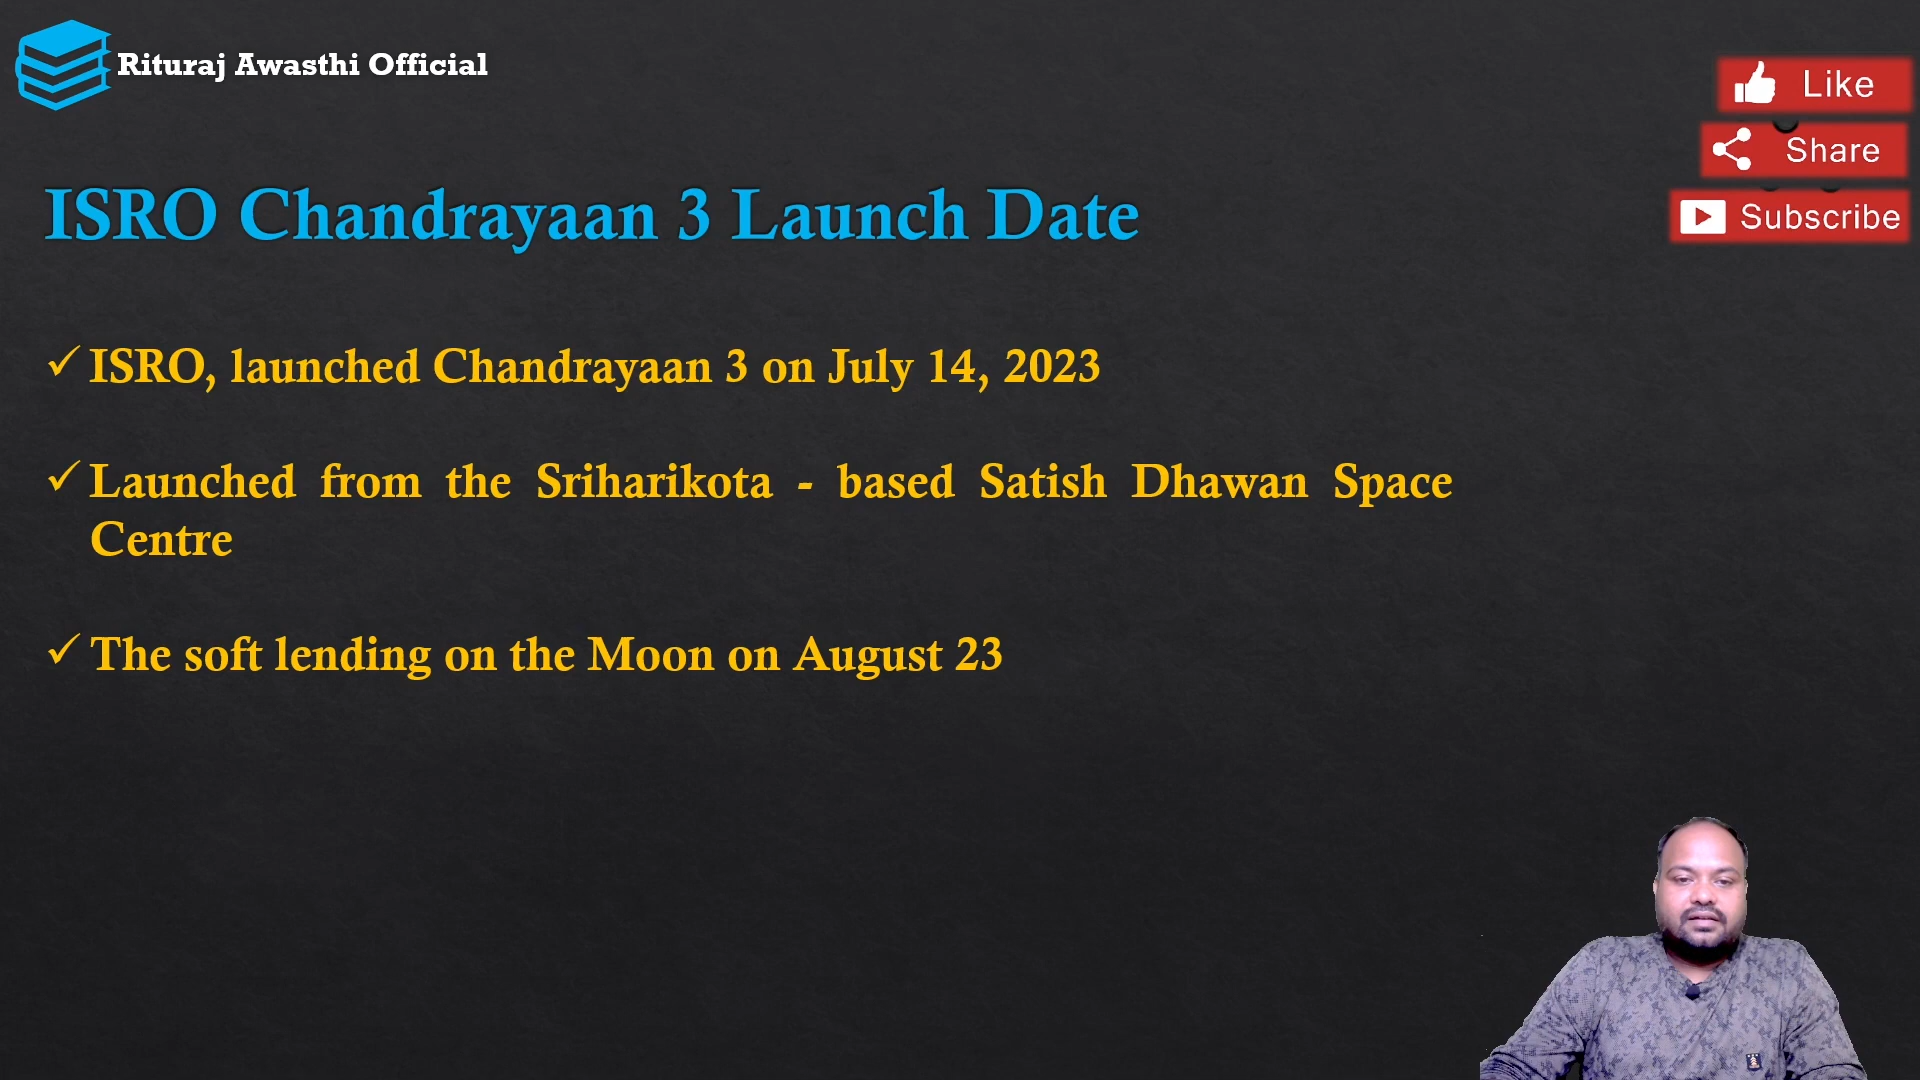 Rituraj Awasthi Official
Like
Share
Subscribe
ISRO Chandrayaan 3 Launch Date
ISRO, launched Chandrayaan 3 on July 14, 2023
Launched from the Sriharikota - based Satish Dhawan Space
Centre
The soft lending on the Moon on August 23